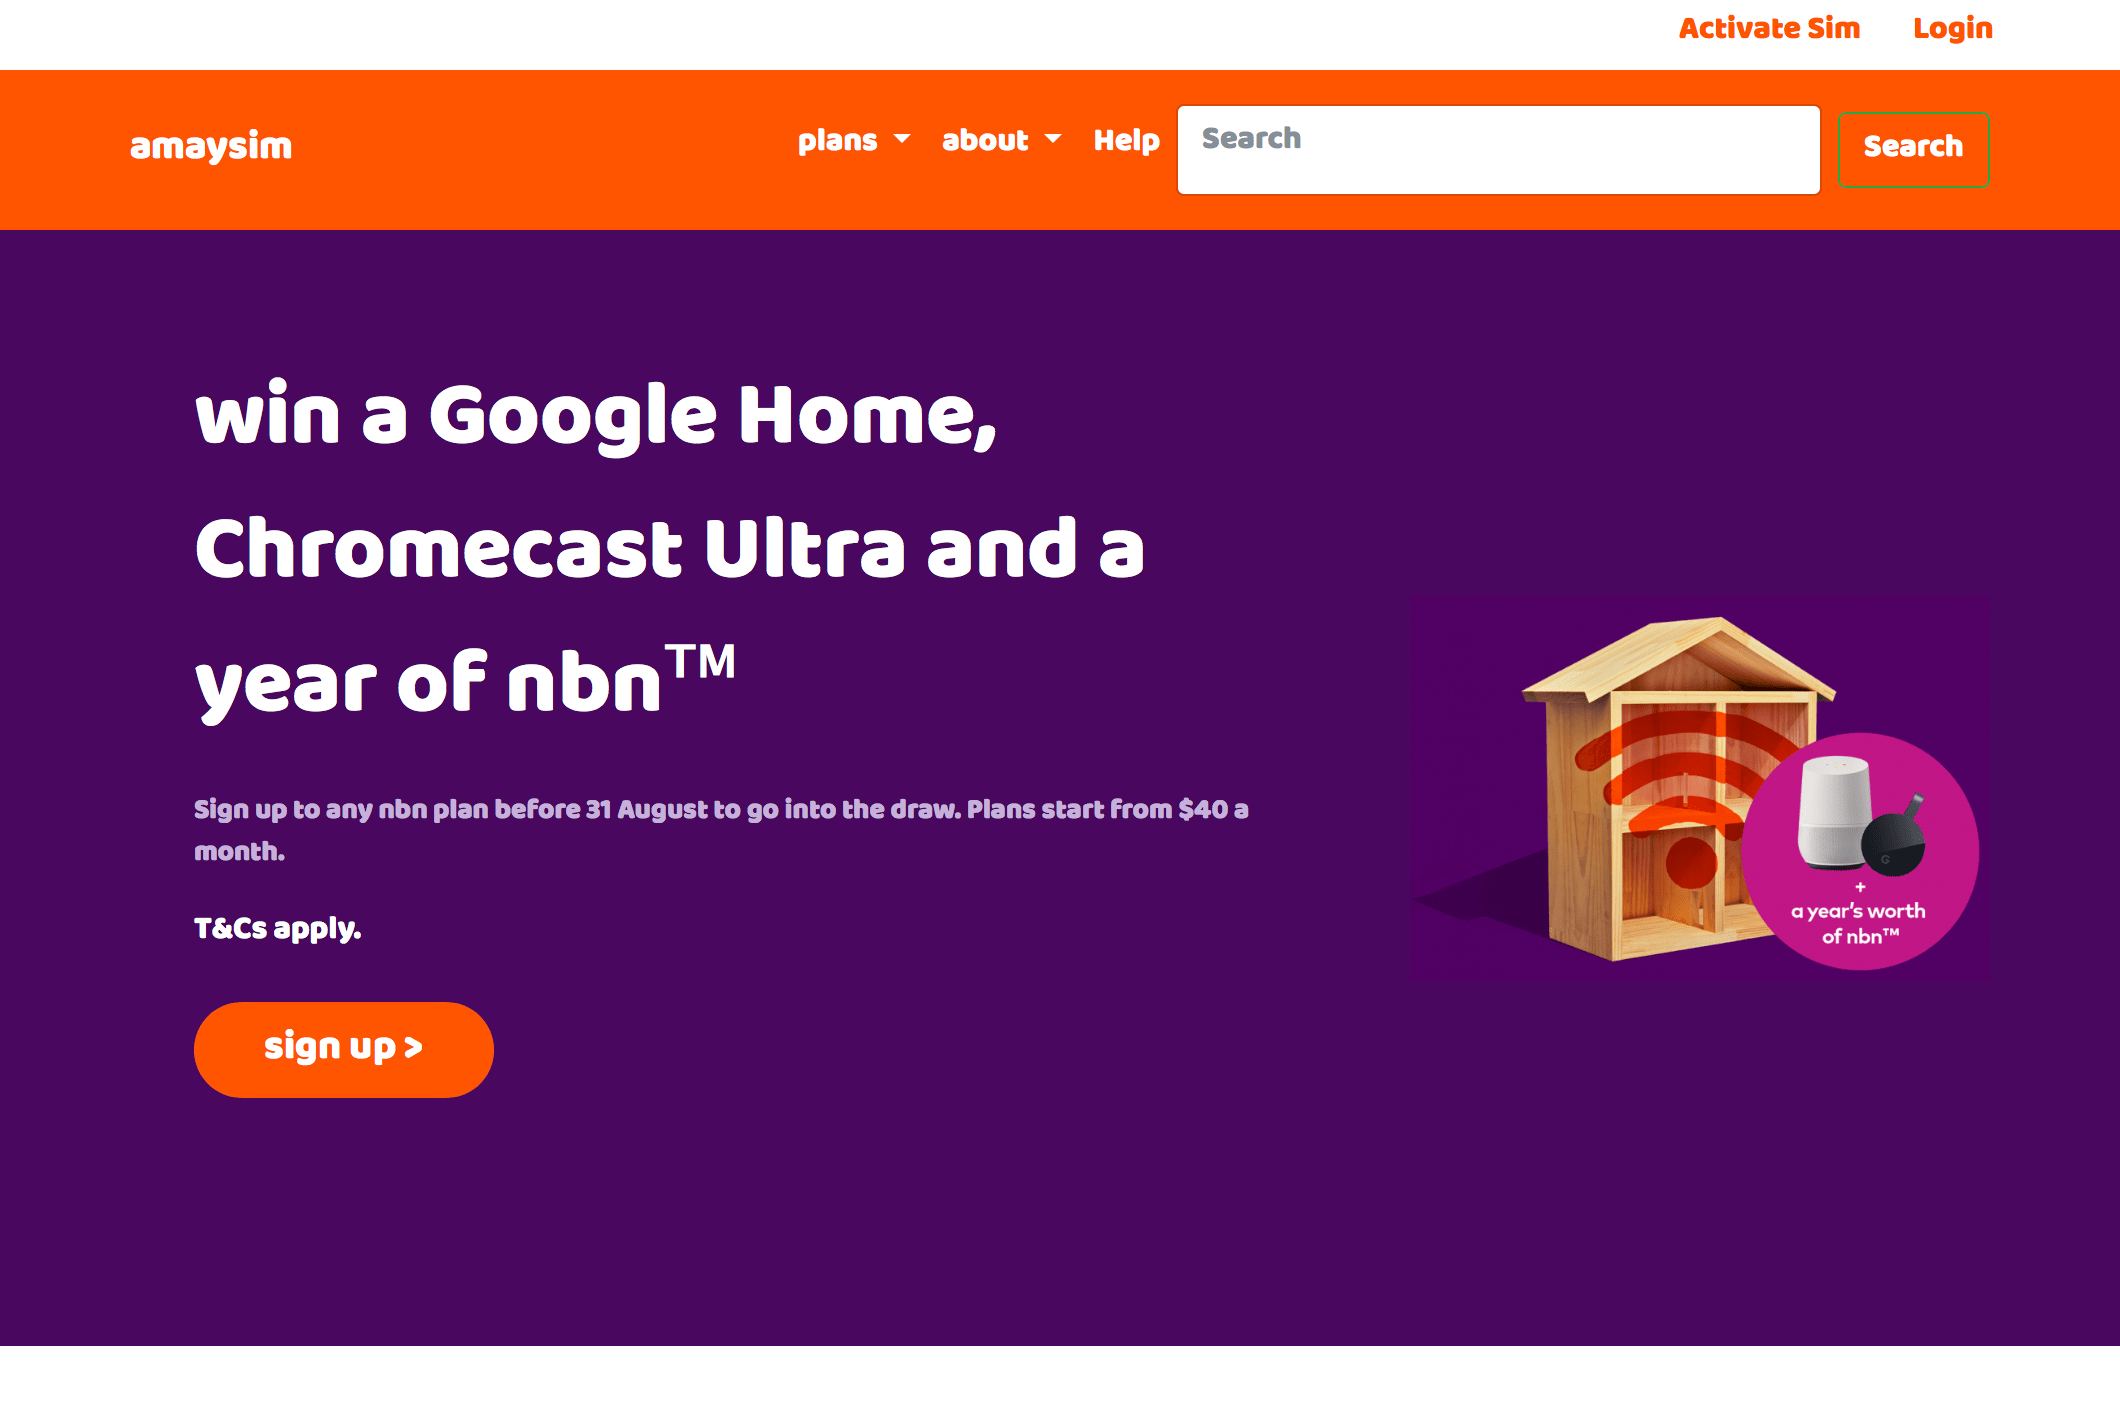 Activate Sim Login
amaysim plans about Help Search Search
win a Google Home,
Chromecast Ultra and a
year of nbn™
Sign up to any nbn plan before 31 August to go into the draw. Plans start from $40 a
month.
T&Cs apply.
sign up >
G
+
a year's worth
of nbn™